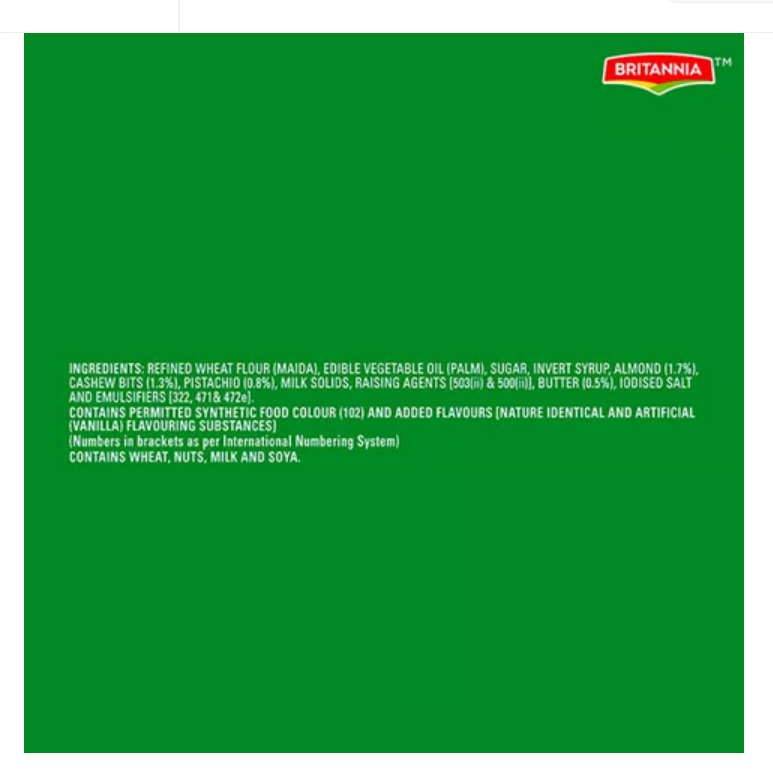 BRITANNIA TM
INGREDIENTS: REFINED WHEAT FLOUR (MAIDA), EDIBLE VEGETABLE OIL (PALM), SUGAR, INVERT SYRUP, ALMOND (1.7%),
CASHEW BITS (1.3%), PISTACHIO (0.8%), MILK SOLIDS, RAISING AGENTS [503(ii) & 500(ii)], BUTTER (0.5%), IODISED SALT
AND EMULSIFIERS [322, 471& 472e].
CONTAINS PERMITTED SYNTHETIC FOOD COLOUR (102) AND ADDED FLAVOURS [NATURE IDENTICAL AND ARTIFICIAL
(VANILLA) FLAVOURING SUBSTANCES]
(Numbers in brackets as per International Numbering System)
CONTAINS WHEAT, NUTS, MILK AND SOYA.